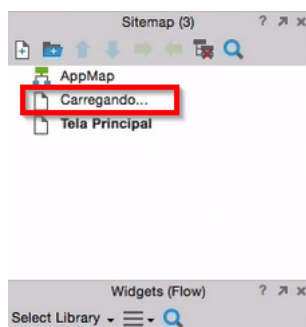 Sitemap (3) ?
AppMap
Carregando...
Tela Principal
Widgets (Flow) ?
Select Library